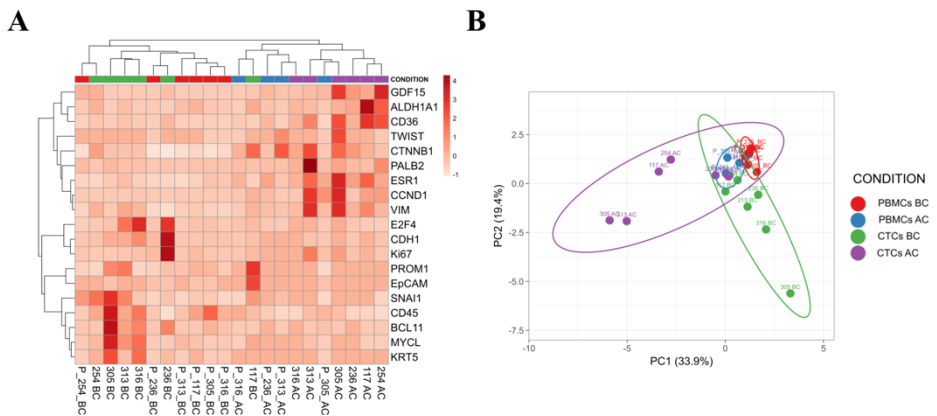 A
B
CONDITION
4
3
2
1
0
-1
GDF15
ALDH1A1
CD36
TWIST
CTNNB1
PALB2
ESR1
CCND1
VIM
E2F4
CDH1
Ki67
PROM1
EpCAM
SNAI1
CD45
BCL11
MYCL
KRT5
P_254_BC
254 BC
305 BC
313 BC
316 BC
P_236_BC
236 BC
P_313_BC
P_117_BC
P_305_BC
P_316_BC
P_316_AC
117 BC
P_236_AC
P_313_AC
316 AC
313 AC
P_305_AC
305 AC
236 AC
117 AC
254 AC
2.5
0.0
-2.5
-5.0
-7.5
PC2 (19.4%)
-10
-5
0
5
PC1 (33.9%)
254 AC
117 AC
305 AC
313 AC
236 BC
313 BC
316 BC
305 BC
CONDITION
PBMCs BC
PBMCs AC
CTCs BC
CTCs AC